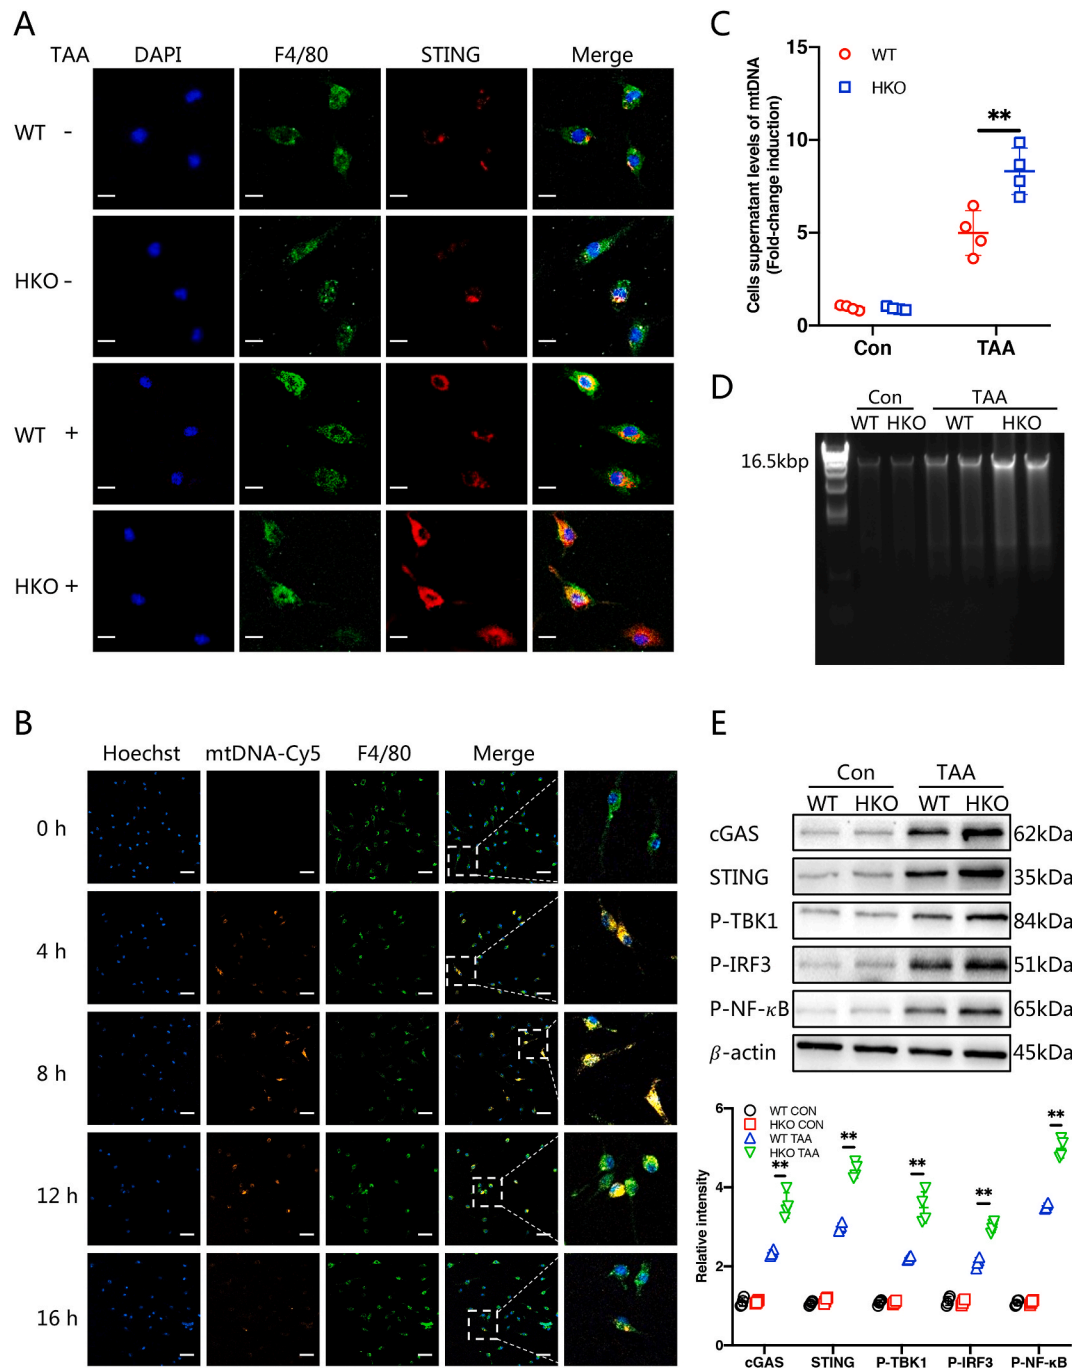 A
TAA DAPI F4/80 STING Merge
WT -
HKO -
WT +
HKO +
B
Hoechst mtDNA-Cy5 F4/80 Merge
0 h
4 h
8 h
12 h
16 h
C
Cells supernatant levels of mtDNA
(Fold-change induction)
15
10
5
0
WT
HKO
**
Con TAA
D
Con TAA
WT HKO WT HKO
16.5kbp
E
Con TAA
WT HKO WT HKO
cGAS 62kDa
STING 35kDa
P-TBK1 84kDa
P-IRF3 51kDa
P-NF-κB 65kDa
β-actin 45kDa
Relative intensity
6
4
2
0
WT CON
HKO CON
WT TAA
HKO TAA
** ** ** ** **
cGAS STING P-TBK1 P-IRF3 P-NF-κB